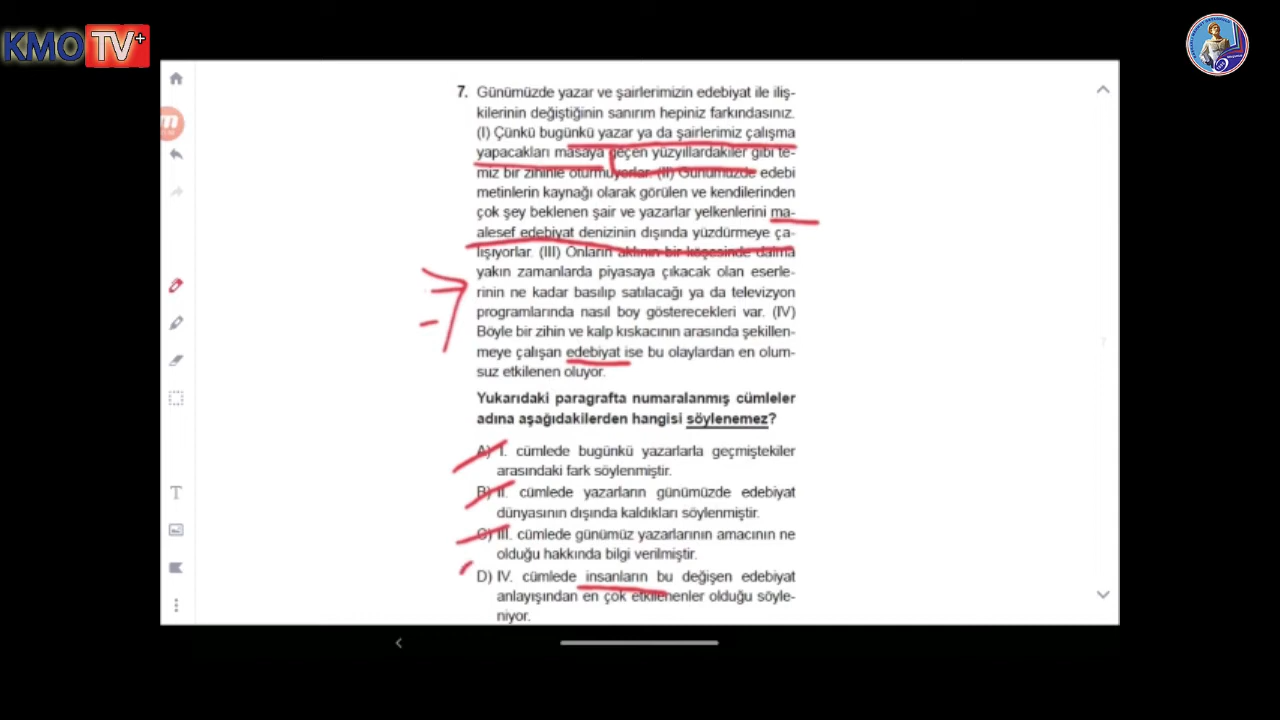 KMO TV+
7. Günümüzde yazar ve şairlerimizin edebiyat ile iliş-
kilerinin değiştiğinin sanırım hepiniz farkındasınız.
(I) Çünkü bugünkü yazar ya da şairlerimiz çalışma
yapacakları masaya geçen yüzyıllardakiler gibi te-
miz bir zihinle oturmuyorlar. (II) Günümüzde edebi
metinlerin kaynağı olarak görülen ve kendilerinden
çok şey beklenen şair ve yazarlar yelkenlerini ma-
alesef edebiyat denizinin dışında yüzdürmeye ça-
lışıyorlar. (III) Onların aklının bir köşesinde daima
yakın zamanlarda piyasaya çıkacak olan eserle-
rinin ne kadar basılıp satılacağı ya da televizyon
programlarında nasıl boy gösterecekleri var. (IV)
Böyle bir zihin ve kalp kıskacının arasında şekillen-
meye çalışan edebiyat ise bu olaylardan en olum-
suz etkilenen oluyor.
Yukarıdaki paragrafta numaralanmış cümleler
adına aşağıdakilerden hangisi söylenemez?
A) I. cümlede bugünkü yazarlarla geçmiştekiler
arasındaki fark söylenmiştir.
B) II. cümlede yazarların günümüzde edebiyat
dünyasının dışında kaldıkları söylenmiştir.
C) III. cümlede günümüz yazarlarının amacının ne
olduğu hakkında bilgi verilmiştir.
D) IV. cümlede insanların bu değişen edebiyat
anlayışından en çok etkilenenler olduğu söyle-
niyor.